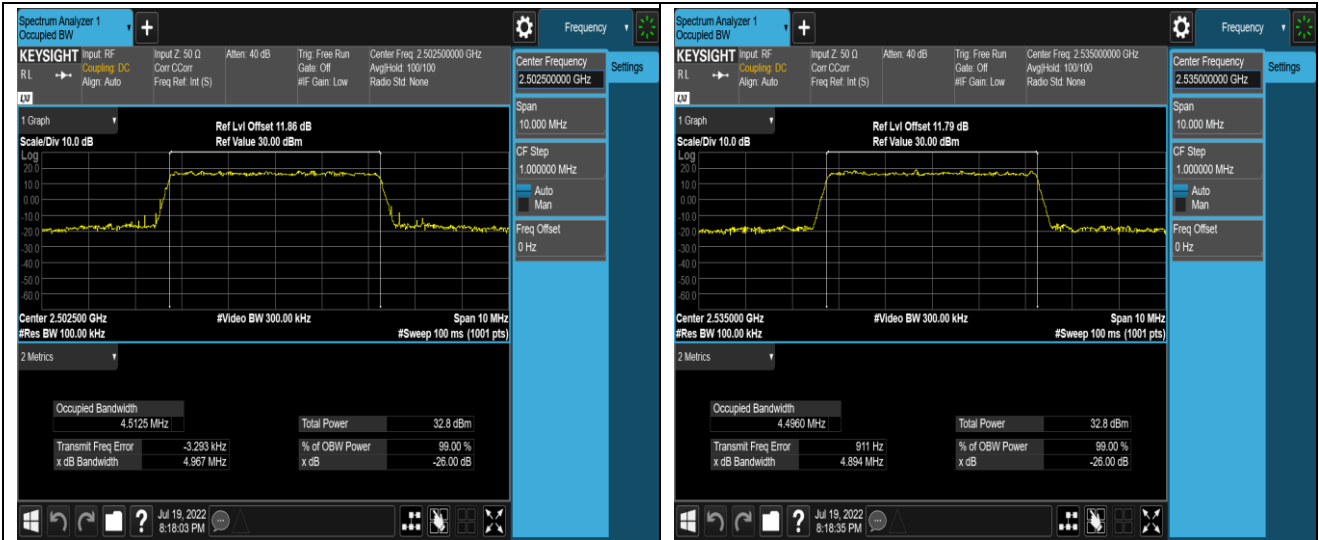 Spectrum Analyzer 1
Occupied BW
+
Frequency
KEYSIGHT
Input: RF
Coupling: DC
Align: Auto
Input Z: 50 Ω
Corr CCorr
Freq Ref: Int (S)
Atten: 40 dB
Trig: Free Run
Gate: Off
#IF Gain: Low
Center Freq: 2.502500000 GHz
Avg|Hold: 100/100
Radio Std: None
RL
LXI
Center Frequency
2.502500000 GHz
Settings
Span
10.000 MHz
CF Step
1.000000 MHz
Auto
Man
Freq Offset
0 Hz
1 Graph
Ref Lvl Offset 11.86 dB
Scale/Div 10.0 dB
Ref Value 30.00 dBm
Log
20.0
10.0
0.00
-10.0
-20.0
-30.0
-40.0
-50.0
-60.0
Center 2.502500 GHz
#Video BW 300.00 kHz
Span 10 MHz
#Res BW 100.00 kHz
#Sweep 100 ms (1001 pts)
2 Metrics
Occupied Bandwidth
4.5125 MHz
Total Power 32.8 dBm
Transmit Freq Error -3.293 kHz
% of OBW Power 99.00 %
x dB Bandwidth 4.967 MHz
x dB -26.00 dB
?
Jul 19, 2022
8:18:03 PM
Spectrum Analyzer 1
Occupied BW
+
Frequency
KEYSIGHT
Input: RF
Coupling: DC
Align: Auto
Input Z: 50 Ω
Corr CCorr
Freq Ref: Int (S)
Atten: 40 dB
Trig: Free Run
Gate: Off
#IF Gain: Low
Center Freq: 2.535000000 GHz
Avg|Hold: 100/100
Radio Std: None
RL
LXI
Center Frequency
2.535000000 GHz
Settings
Span
10.000 MHz
CF Step
1.000000 MHz
Auto
Man
Freq Offset
0 Hz
1 Graph
Ref Lvl Offset 11.79 dB
Scale/Div 10.0 dB
Ref Value 30.00 dBm
Log
20.0
10.0
0.00
-10.0
-20.0
-30.0
-40.0
-50.0
-60.0
Center 2.535000 GHz
#Video BW 300.00 kHz
Span 10 MHz
#Res BW 100.00 kHz
#Sweep 100 ms (1001 pts)
2 Metrics
Occupied Bandwidth
4.4960 MHz
Total Power 32.8 dBm
Transmit Freq Error 911 Hz
% of OBW Power 99.00 %
x dB Bandwidth 4.894 MHz
x dB -26.00 dB
?
Jul 19, 2022
8:18:35 PM